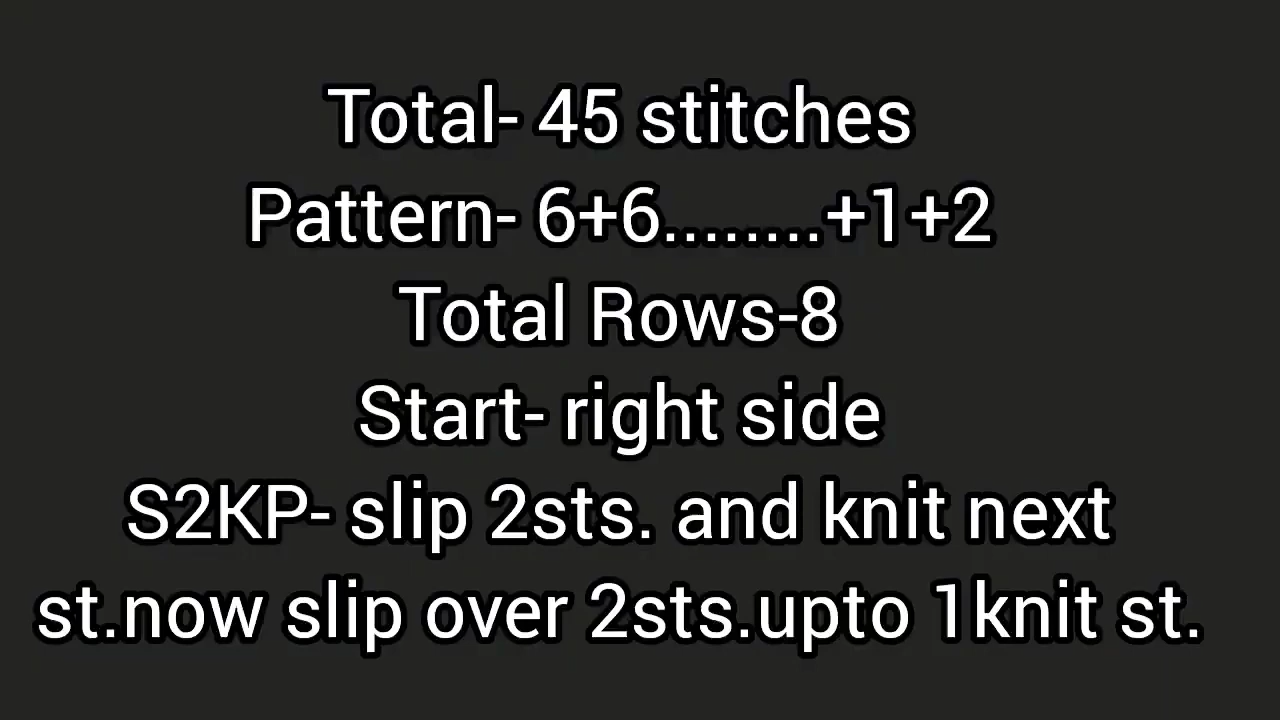 Total- 45 stitches
Pattern- 6+6........+1+2
Total Rows-8
Start- right side
S2KP- slip 2sts. and knit next
st.now slip over 2sts.upto 1knit st.